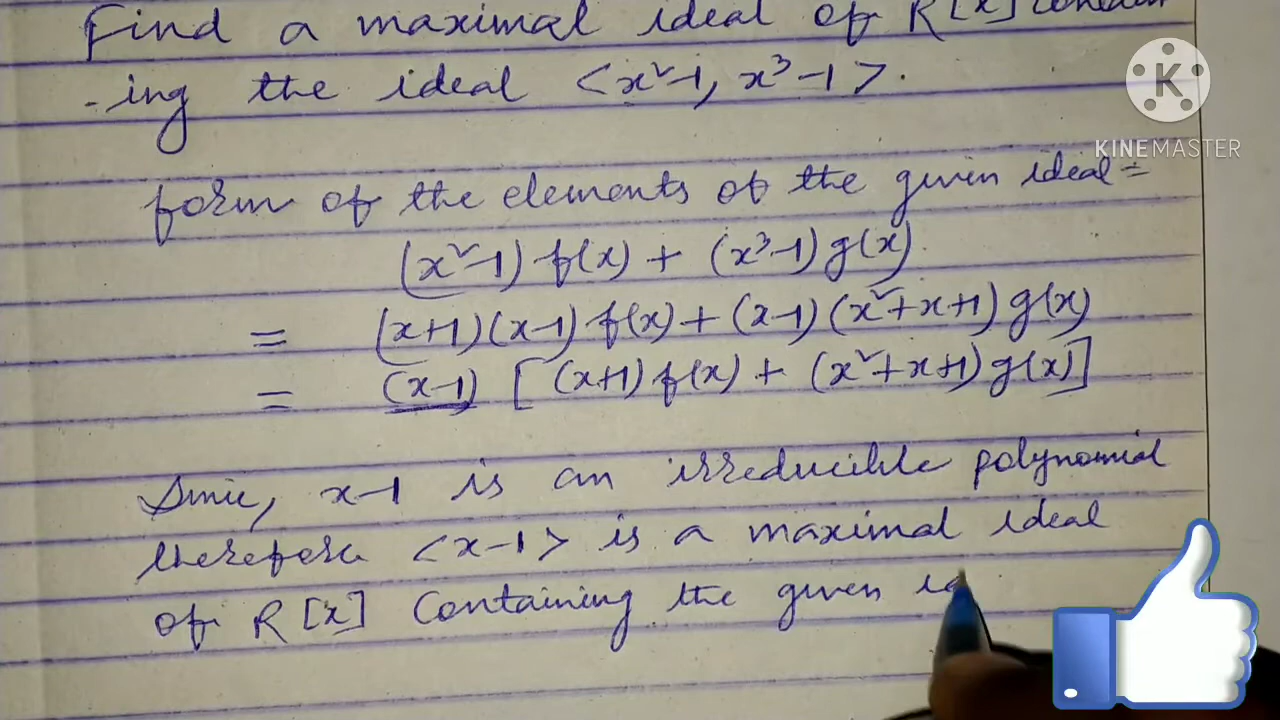 Find a maximal ideal of R[x] contain
-ing the ideal <x²-1, x³-1>.
KINEMASTER
form of the elements of the given ideal =
(x²-1) f(x) + (x³-1) g(x).
= (x+1)(x-1) f(x) + (x-1)(x²+x+1) g(x)
= (x-1) [(x+1) f(x) + (x²+x+1) g(x)]
Since, x-1 is an irreducible polynomial
therefore <x-1> is a maximal ideal
of R[x] Containing the given id